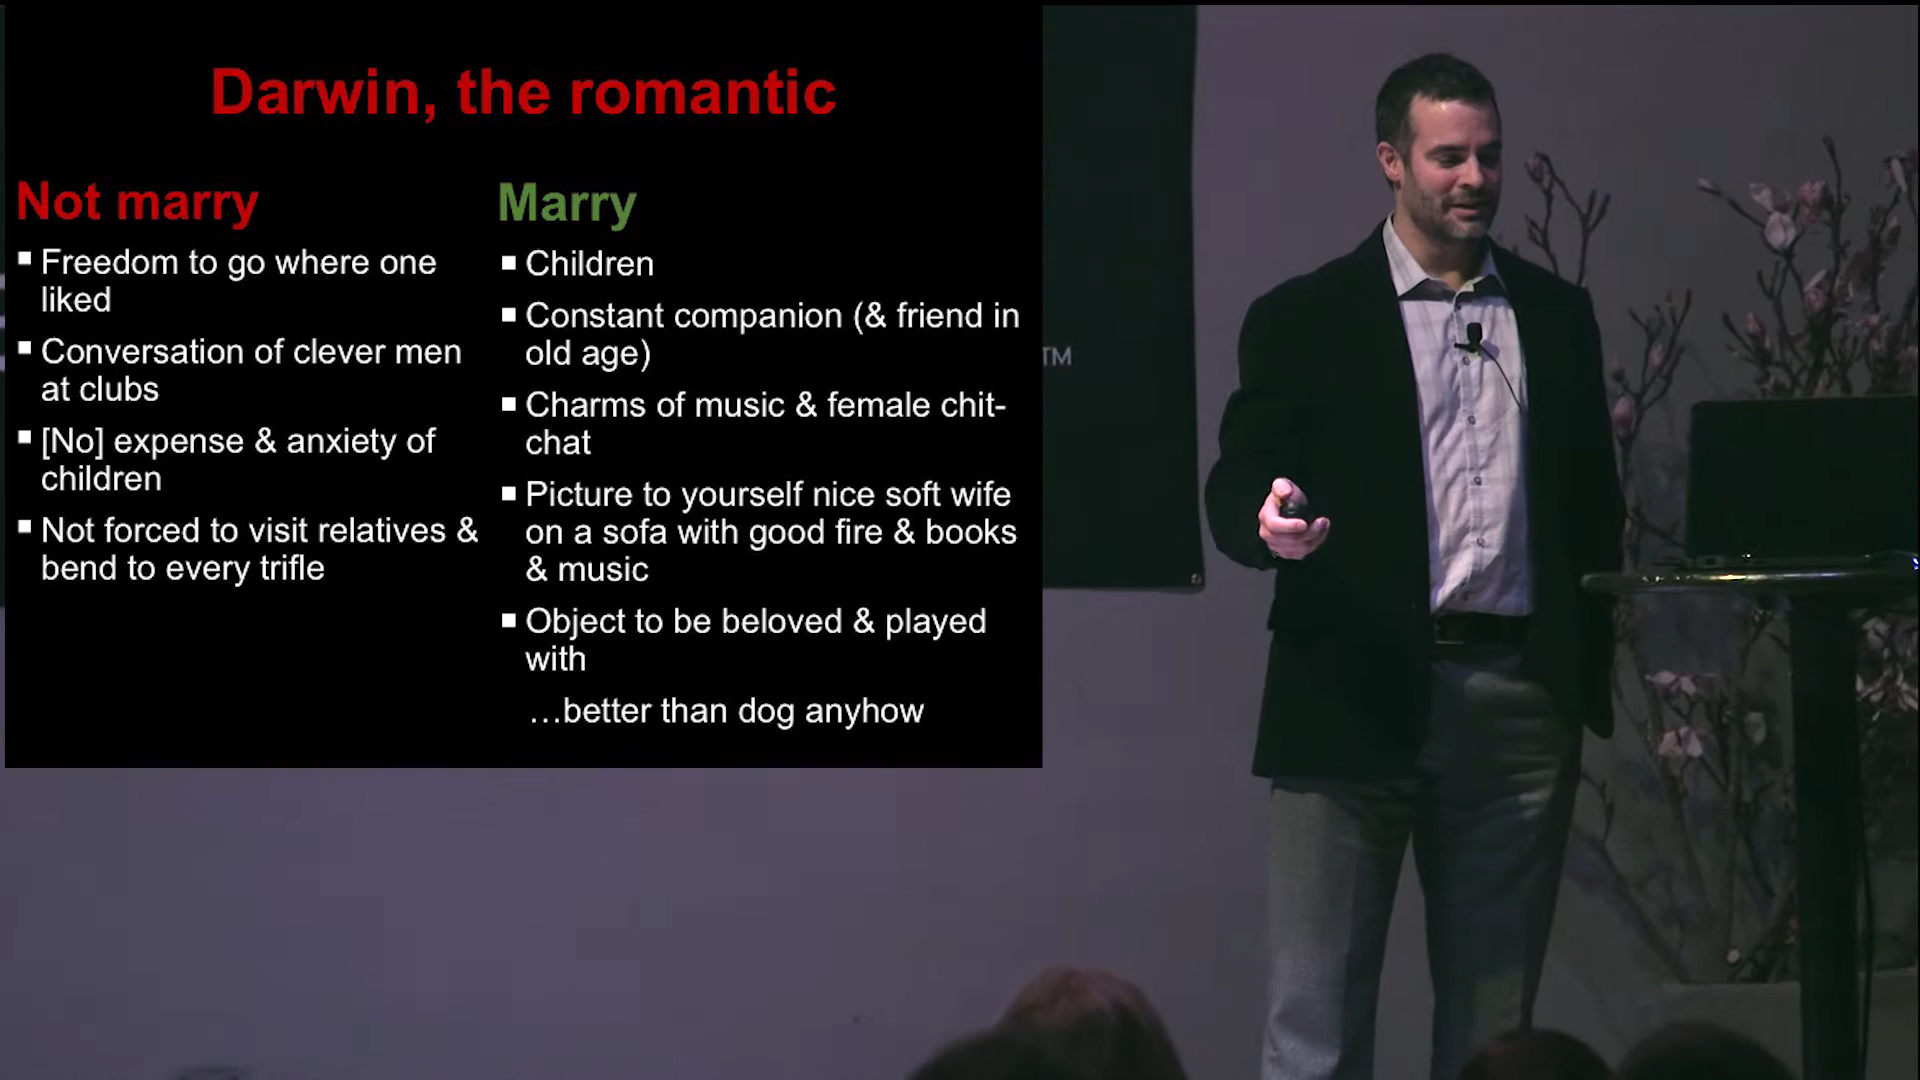 Darwin, the romantic
Not marry
Freedom to go where one
liked
Conversation of clever men
at clubs
[No] expense & anxiety of
children
Not forced to visit relatives &
bend to every trifle
Marry
Children
Constant companion (& friend in
old age)
Charms of music & female chit-
chat
Picture to yourself nice soft wife
on a sofa with good fire & books
& music
Object to be beloved & played
with
…better than dog anyhow
TM